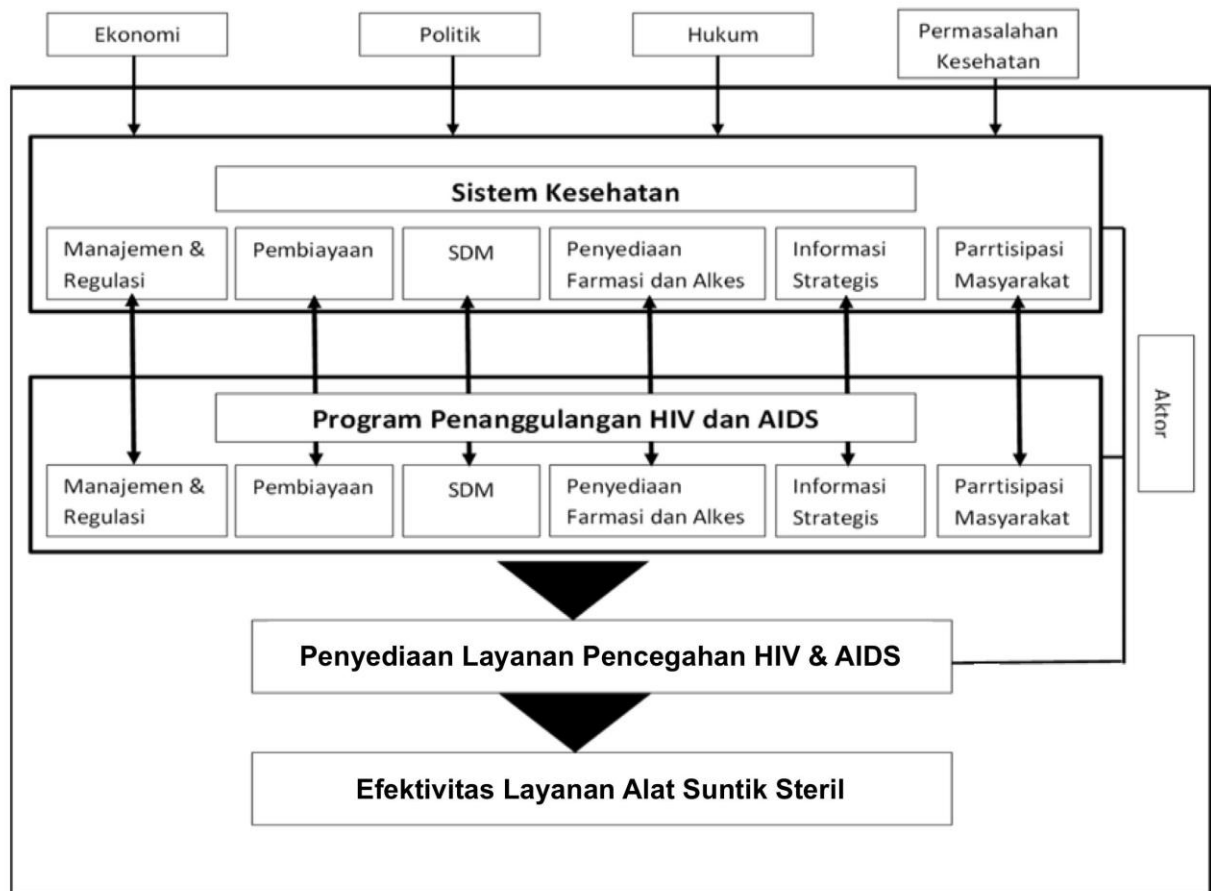 Ekonomi
Politik
Hukum
Permasalahan
Kesehatan
Sistem Kesehatan
Manajemen &
Regulasi
Pembiayaan
SDM
Penyediaan
Farmasi dan Alkes
Informasi
Strategis
Parrtisipasi
Masyarakat
Aktor
Program Penanggulangan HIV dan AIDS
Manajemen &
Regulasi
Pembiayaan
SDM
Penyediaan
Farmasi dan Alkes
Informasi
Strategis
Parrtisipasi
Masyarakat
Penyediaan Layanan Pencegahan HIV & AIDS
Efektivitas Layanan Alat Suntik Steril